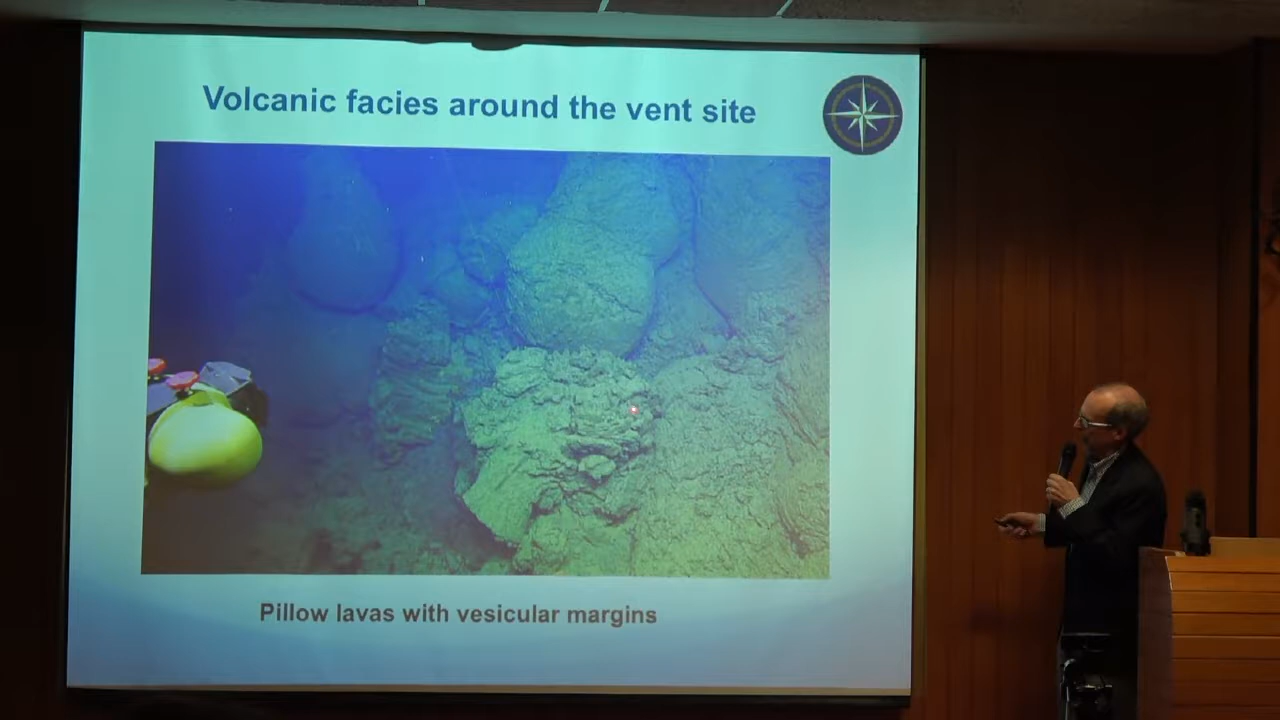 Volcanic facies around the vent site
Pillow lavas with vesicular margins